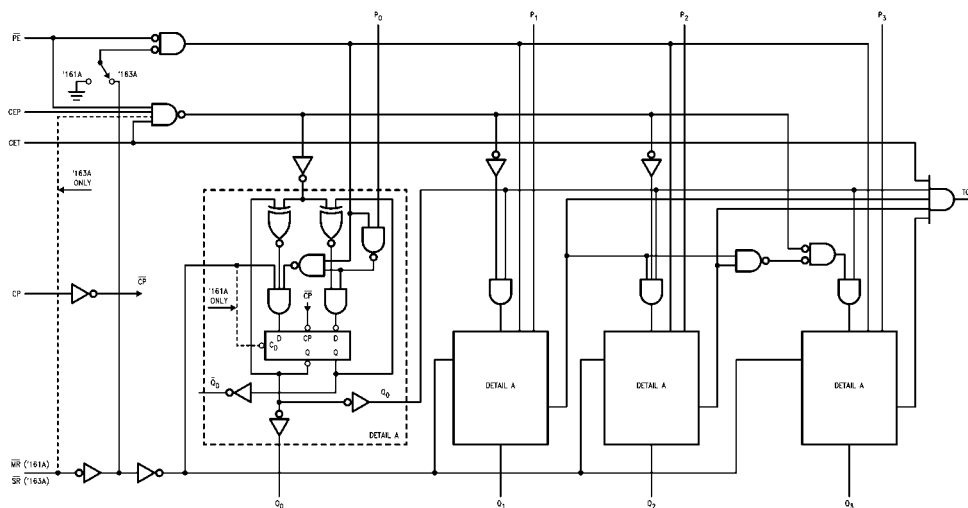 P0
P1
P2
P3
PE
'161A
'163A
CEP
CET
'163A
ONLY
CP
CP
'161A
ONLY
CP
D
CP
D
CD
Q
Q
Q0
Q0
DETAIL A
DETAIL A
DETAIL A
DETAIL A
MR ('161A)
SR ('163A)
Q0
Q1
Q2
Q3